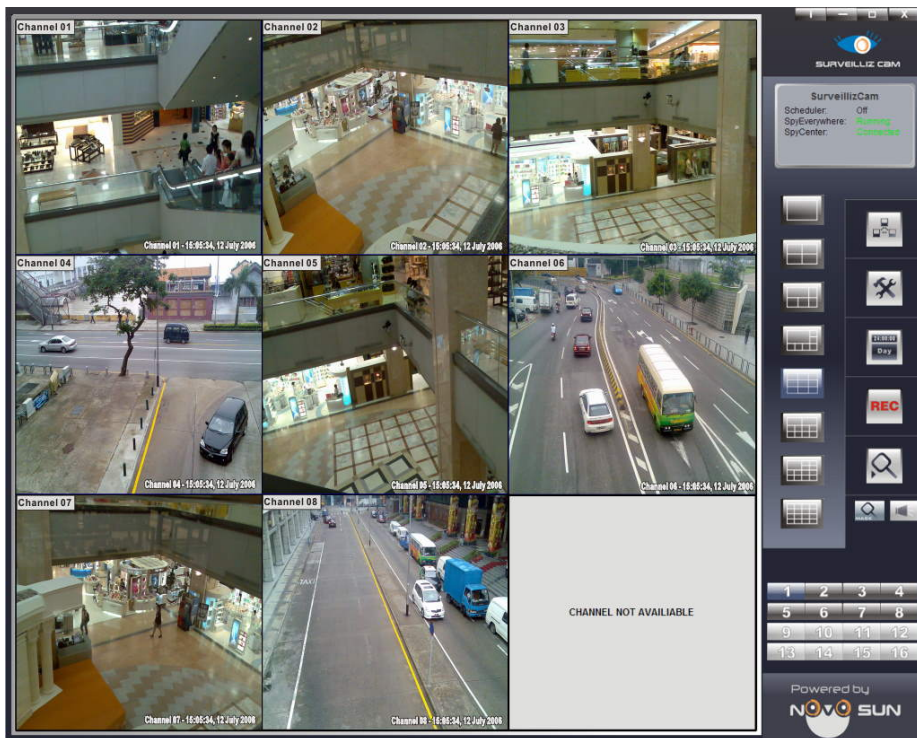 Channel 01
Channel 01 - 15:05:34, 12 July 2006
Channel 02
Channel 02 - 15:05:34, 12 July 2006
Channel 03
Channel 03 - 15:05:34, 12 July 2006
Channel 04
Channel 04 - 15:05:34, 12 July 2006
Channel 05
Channel 05 - 15:05:34, 12 July 2006
Channel 06
Channel 06 - 15:05:34, 12 July 2006
Channel 07
Channel 07 - 15:05:34, 12 July 2006
Channel 08
TAXI
Channel 08 - 15:05:34, 12 July 2006
CHANNEL NOT AVAILIABLE
SURVEILLIZ CAM
SurveillizCam
Scheduler: Off
SpyEverywhere: Running
SpyCenter: Connected
Day
REC
1 2 3 4
5 6 7 8
9 10 11 12
13 14 15 16
Powered by
NOVO SUN